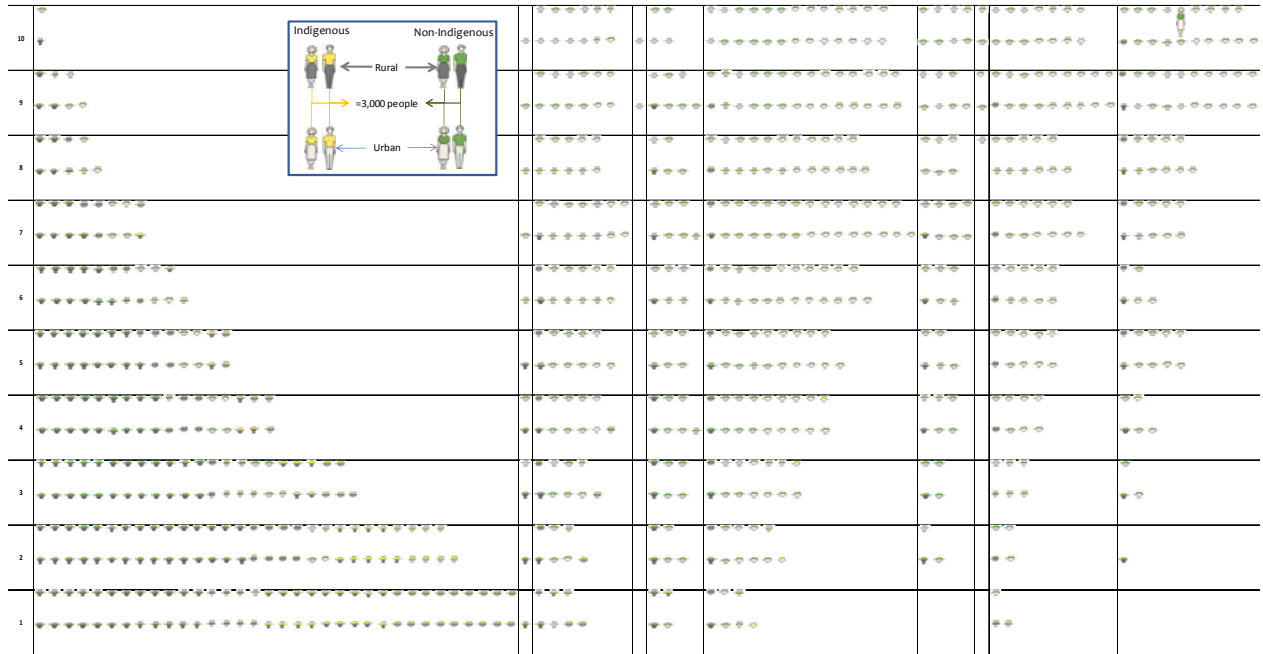 10
Indigenous
Non-Indigenous
Rural
=3,000 people
Urban
9
8
7
6
5
4
3
2
1